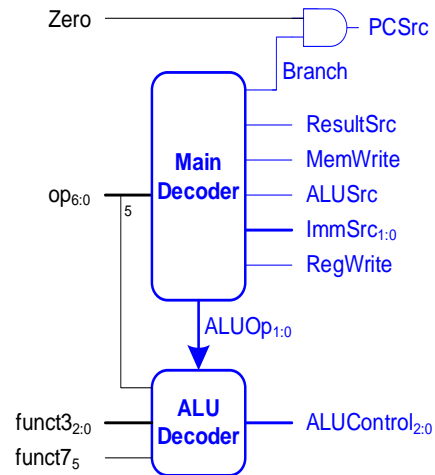 Zero
PCSrc
Branch
ResultSrc
Main
Decoder
MemWrite
op6:0
5
ALUSrc
ImmSrc1:0
RegWrite
ALUOp1:0
funct32:0
ALU
Decoder
ALUControl2:0
funct75